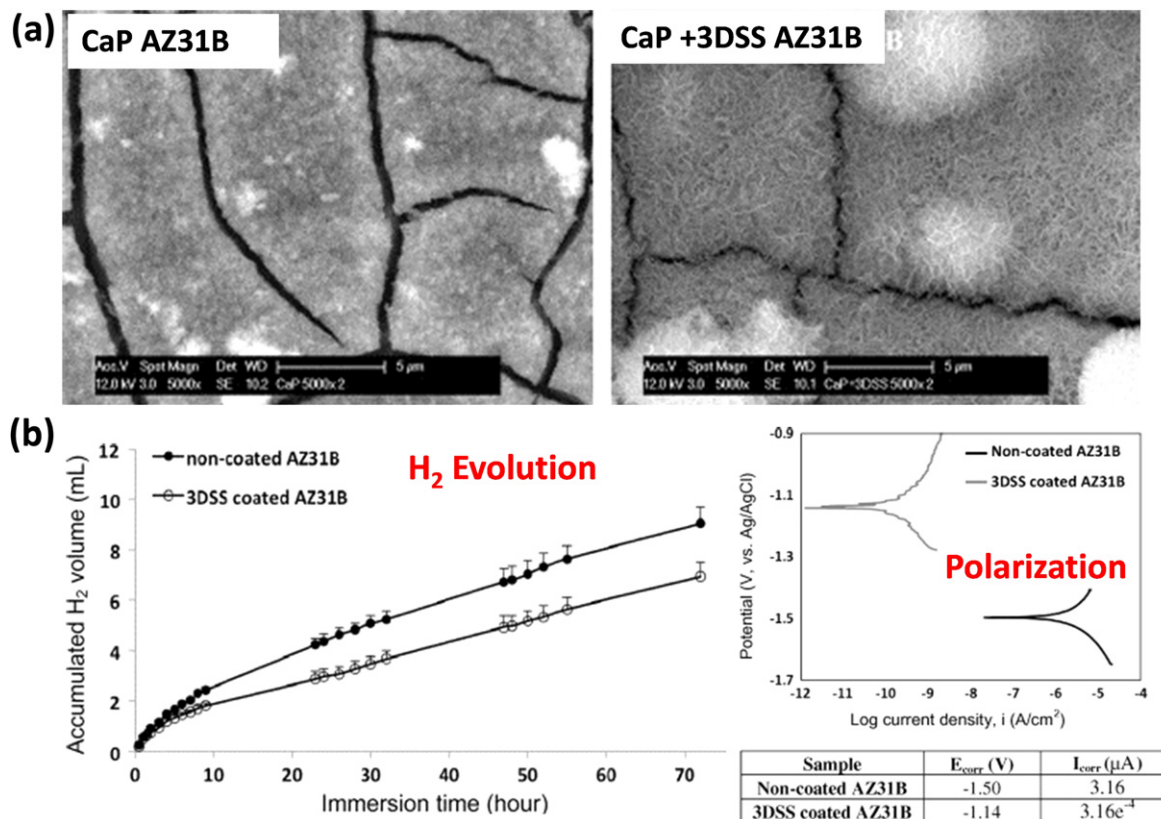 (a)
CaP AZ31B
Acc.V Spot Magn Det WD 5 μm
12.0 kV 3.0 5000x SE 10.2 CaP 5000x 2
CaP +3DSS AZ31B
Acc.V Spot Magn Det WD 5 μm
12.0 kV 3.0 5000x SE 10.1 CaP+3DSS 5000x 2
(b)
H2 Evolution
non-coated AZ31B
3DSS coated AZ31B
Accumulated H2 volume (mL)
12
10
8
6
4
2
0
0 10 20 30 40 50 60 70
Immersion time (hour)
Polarization
Non-coated AZ31B
3DSS coated AZ31B
Potential (V, vs. Ag/AgCl)
-0.9
-1.1
-1.3
-1.5
-1.7
-12 -11 -10 -9 -8 -7 -6 -5 -4
Log current density, i (A/cm²)
Sample Ecorr (V) Icorr (μA)
Non-coated AZ31B -1.50 3.16
3DSS coated AZ31B -1.14 3.16e⁻⁴